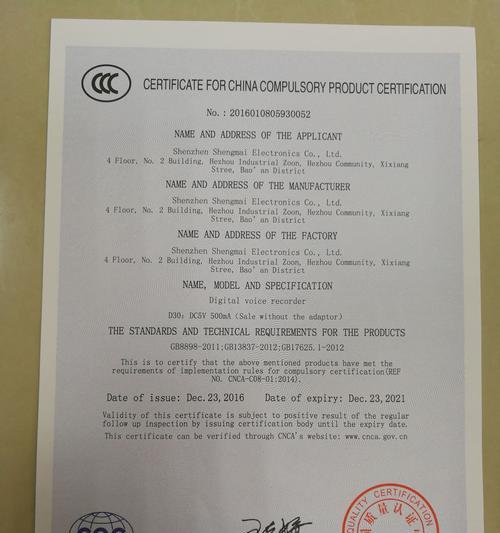 CCC
CERTIFICATE FOR CHINA COMPULSORY PRODUCT CERTIFICATION
No.: 2016010805930052
NAME AND ADDRESS OF THE APPLICANT
Shenzhen Shengmai Electronics Co., Ltd.
4 Floor, No. 2 Building, Hezhou Industrial Zoon, Hezhou Community, Xixiang
Stree, Bao'an District
NAME AND ADDRESS OF THE MANUFACTURER
Shenzhen Shengmai Electronics Co., Ltd.
4 Floor, No. 2 Building, Hezhou Industrial Zoon, Hezhou Community, Xixiang
Stree, Bao'an District
NAME AND ADDRESS OF THE FACTORY
Shenzhen Shengmai Electronics Co., Ltd.
4 Floor, No. 2 Building, Hezhou Industrial Zoon, Hezhou Community, Xixiang
Stree, Bao'an District
NAME, MODEL AND SPECIFICATION
Digital voice recorder
D30: DC5V 500mA (Sale without the adaptor)
THE STANDARDS AND TECHNICAL REQUIREMENTS FOR THE PRODUCTS
GB8898-2011;GB13837-2012;GB17625.1-2012
This is to certify that the above mentioned products have met the
requirements of implementation rules for compulsory certification(REF
NO. CNCA-C08-01:2014).
Date of issue: Dec.23,2016 Date of expiry: Dec.23,2021
Validity of this certificate is subject to positive result of the regular
follow up inspection by issuing certification body until the expiry date.
This certificate can be verified through CNCA's website: www.cnca.gov.cn
QUALITY CERTIFICATION
质量认证